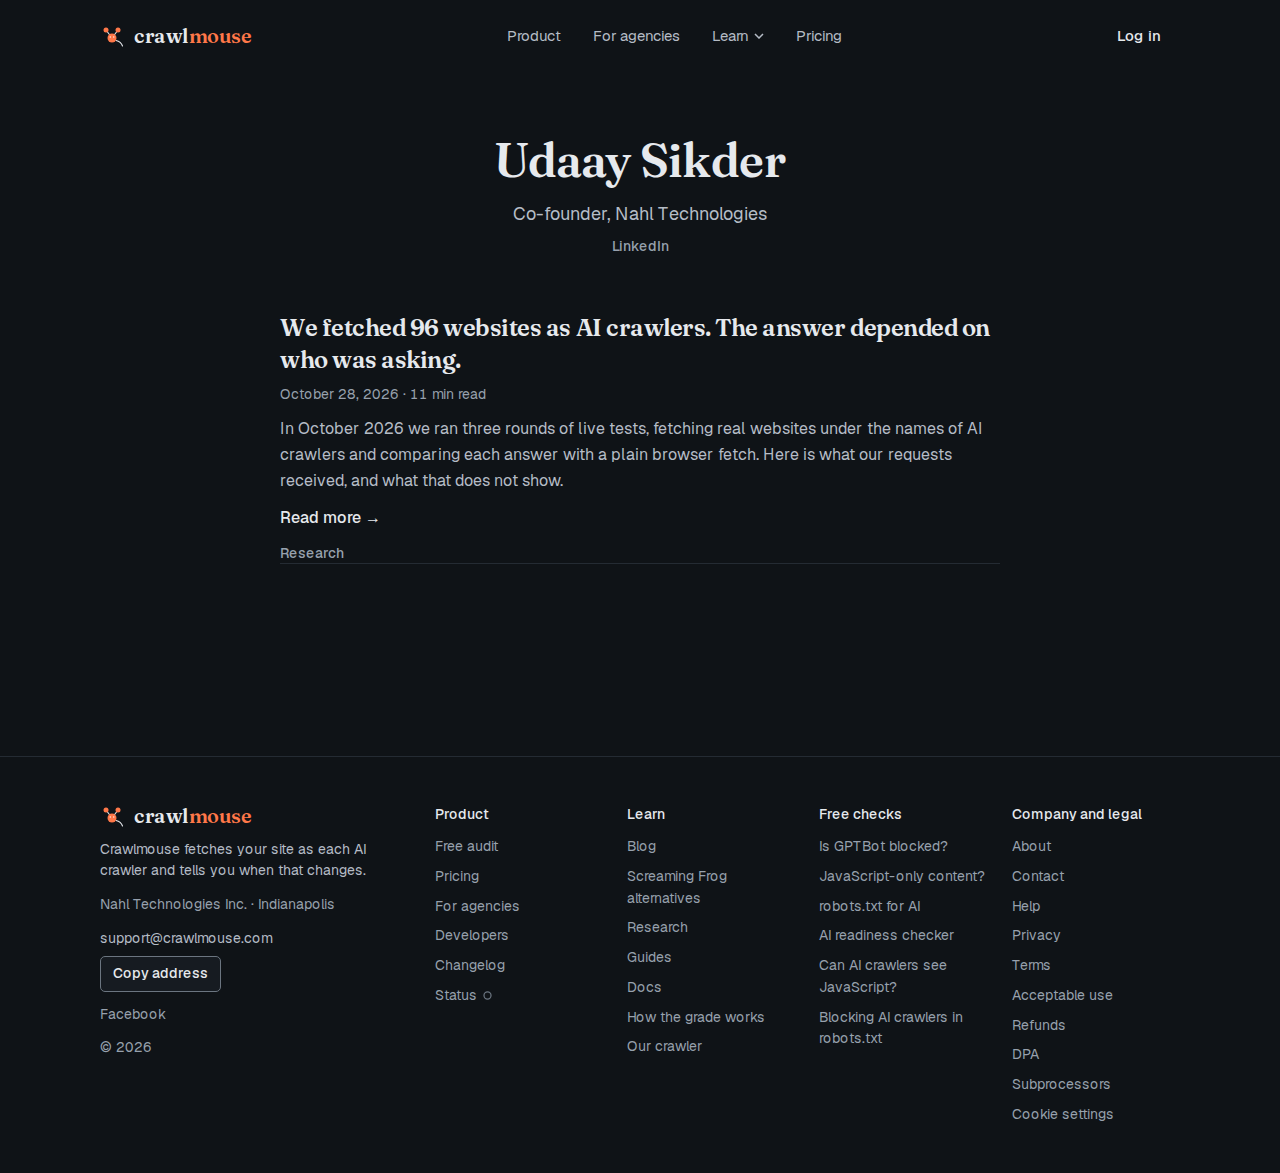 crawlmouse
Product
For agencies
Learn
Pricing
Log in
Udaay Sikder
Co-founder, Nahl Technologies
LinkedIn
We fetched 96 websites as AI crawlers. The answer depended on
who was asking.
October 28, 2026 · 11 min read
In October 2026 we ran three rounds of live tests, fetching real websites under the names of AI
crawlers and comparing each answer with a plain browser fetch. Here is what our requests
received, and what that does not show.
Read more →
Research
crawlmouse
Crawlmouse fetches your site as each AI
crawler and tells you when that changes.
Nahl Technologies Inc. · Indianapolis
support@crawlmouse.com
Copy address
Facebook
© 2026
Product
Free audit
Pricing
For agencies
Developers
Changelog
Status
Learn
Blog
Screaming Frog
alternatives
Research
Guides
Docs
How the grade works
Our crawler
Free checks
Is GPTBot blocked?
JavaScript-only content?
robots.txt for AI
AI readiness checker
Can AI crawlers see
JavaScript?
Blocking AI crawlers in
robots.txt
Company and legal
About
Contact
Help
Privacy
Terms
Acceptable use
Refunds
DPA
Subprocessors
Cookie settings